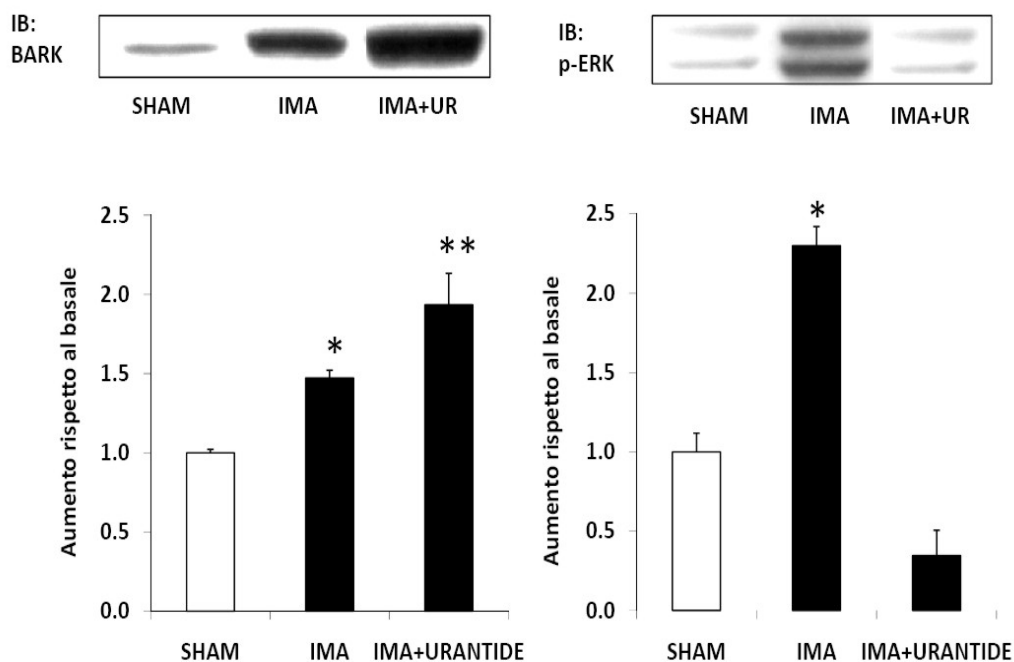 IB:
BARK
SHAM IMA IMA+UR
IB:
p-ERK
SHAM IMA IMA+UR
Aumento rispetto al basale
2.5
2.0
1.5
1.0
0.5
0.0
*
**
SHAM IMA IMA+URANTIDE
Aumento rispetto al basale
2.5
2.0
1.5
1.0
0.5
0.0
*
SHAM IMA IMA+URANTIDE